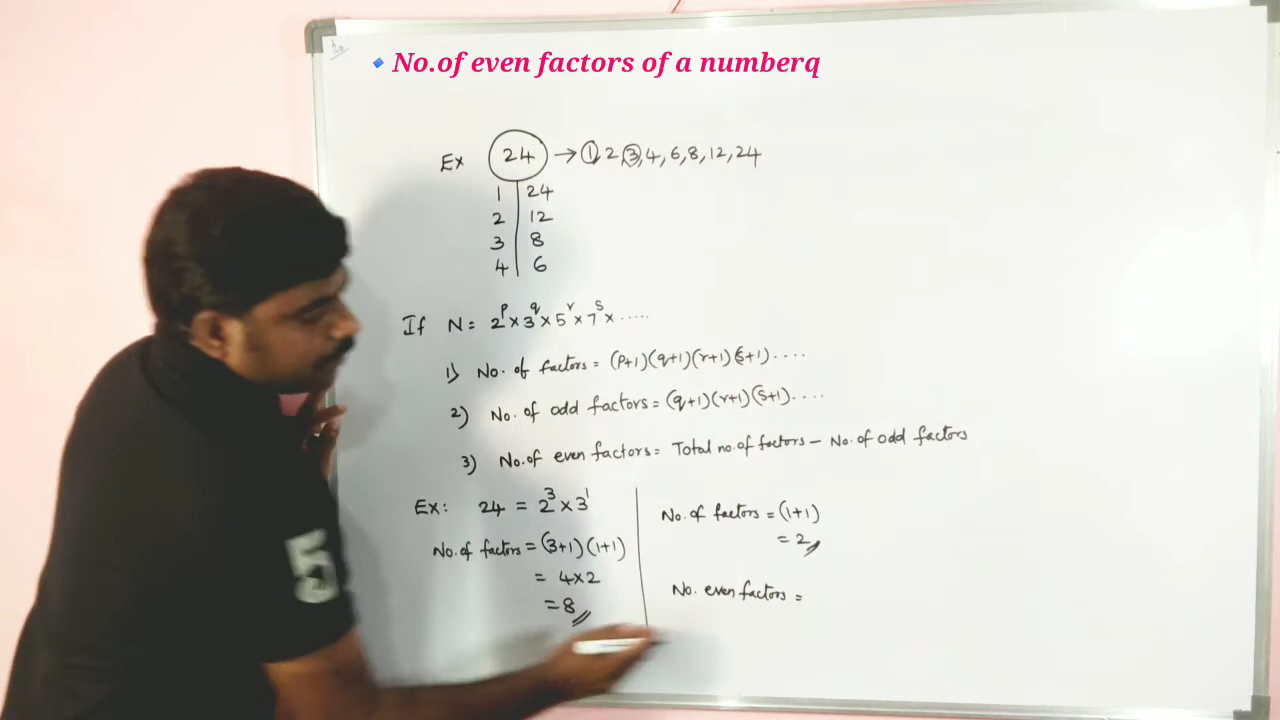 🔹 No.of even factors of a numberq
Ex 24 → 1, 2, 3, 4, 6, 8, 12, 24
1 | 24
2 | 12
3 | 8
4 | 6
If N = 2^p × 3^q × 5^r × 7^s × .....
1) No. of factors = (p+1)(q+1)(r+1)(s+1)....
2) No. of odd factors = (q+1)(r+1)(s+1)....
3) No. of even factors = Total no. of factors – No. of odd factors
Ex: 24 = 2^3 × 3^1
No. of factors = (3+1)(1+1)
= 4×2
= 8
No. of factors = (1+1)
= 2
No. even factors =
5